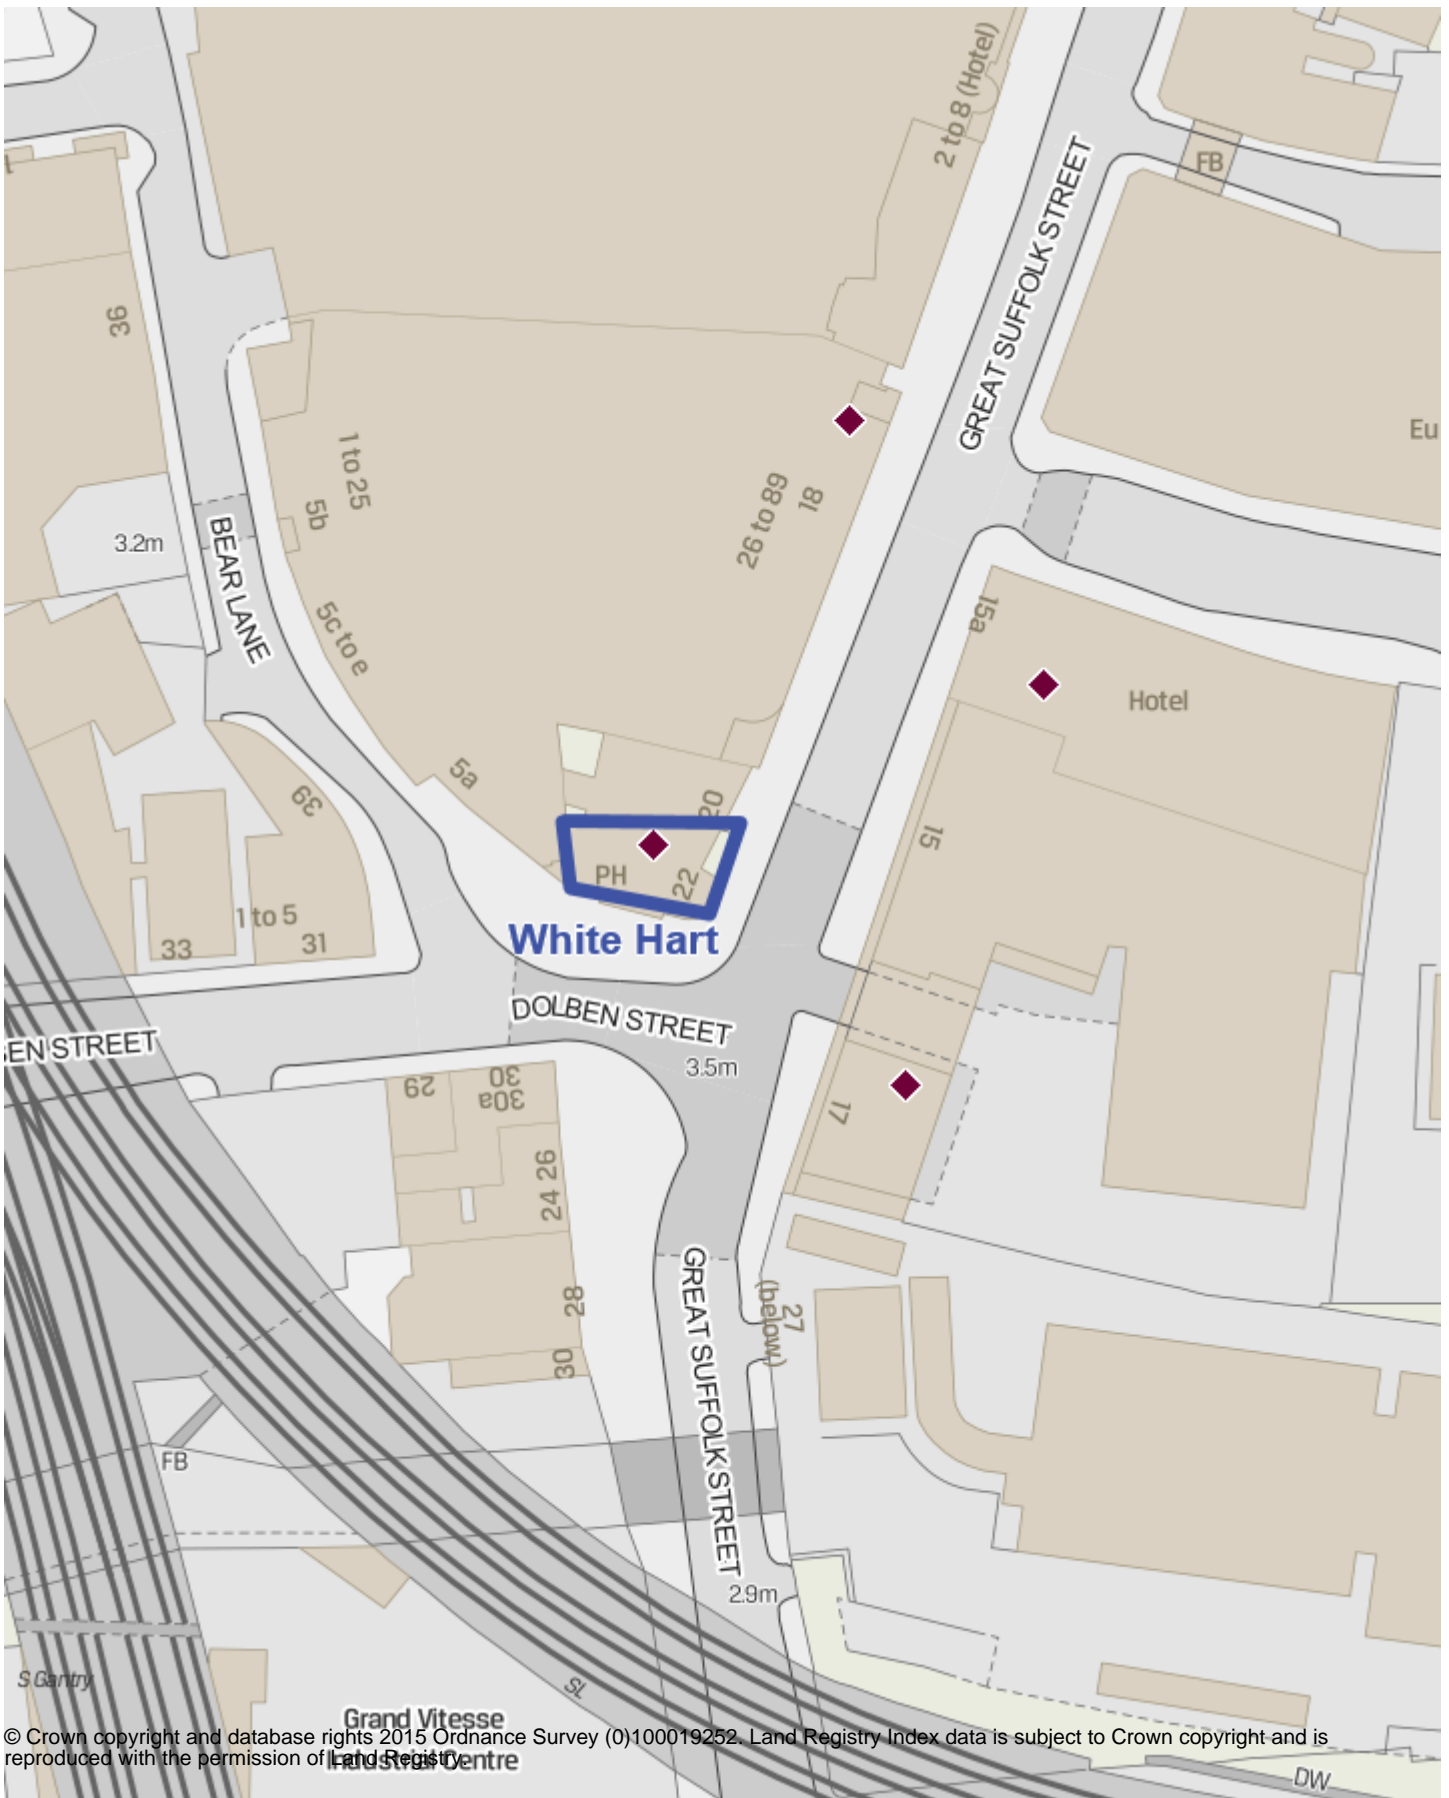 2 to 8 (Hotel)
FB
GREAT SUFFOLK STREET
36
Eu
1 to 25
5b
26 to 89
18
3.2m
BEAR LANE
5c to e
15a
Hotel
5a
39
20
15
PH
22
1 to 5
33
31
White Hart
DOLBEN STREET
EN STREET
3.5m
29
30
30a
17
24 26
GREAT SUFFOLK STREET
27
(below)
28
30
FB
2.9m
S Gantry
SL
Grand Vitesse
Industrial Centre
© Crown copyright and database rights 2015 Ordnance Survey (0)100019252. Land Registry Index data is subject to Crown copyright and is
reproduced with the permission of Land Registry.
DW